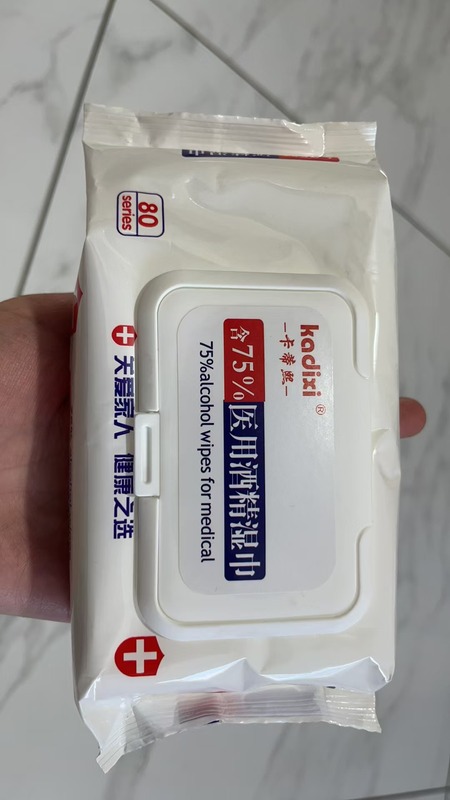 kadixi ®
卡蒂熙
含75%医用酒精湿巾
75%alcohol wipes for medical
80
series
关爱家人 健康之选